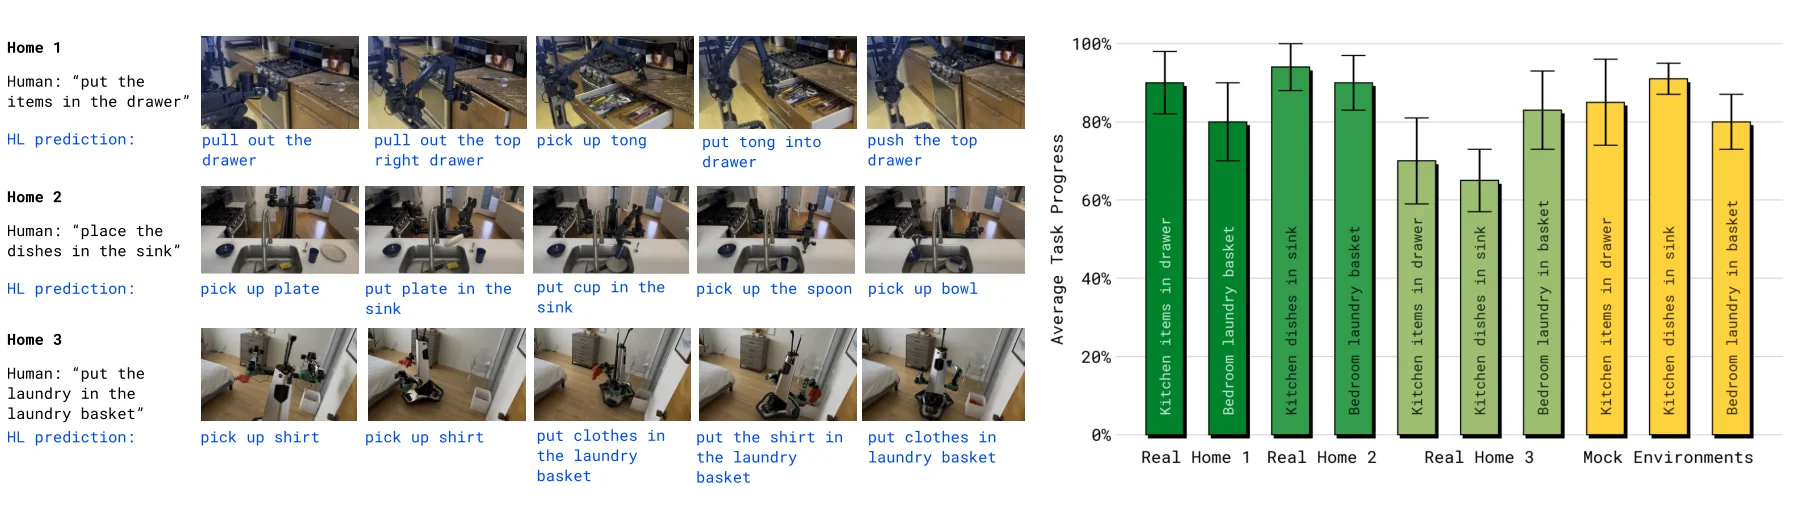 Home 1
Human: “put the
items in the drawer”
HL prediction:
pull out the
drawer
pull out the top
right drawer
pick up tong
put tong into
drawer
push the top
drawer
Home 2
Human: “place the
dishes in the sink”
HL prediction:
pick up plate
put plate in the
sink
put cup in the
sink
pick up the spoon
pick up bowl
Home 3
Human: “put the
laundry in the
laundry basket”
HL prediction:
pick up shirt
pick up shirt
put clothes in
the laundry
basket
put the shirt in
the laundry
basket
put clothes in
laundry basket
Average Task Progress
100%
80%
60%
40%
20%
0%
Kitchen items in drawer
Bedroom laundry basket
Kitchen dishes in sink
Bedroom laundry basket
Kitchen items in drawer
Kitchen dishes in sink
Bedroom laundry in basket
Kitchen items in drawer
Kitchen dishes in sink
Bedroom laundry in basket
Real Home 1
Real Home 2
Real Home 3
Mock Environments